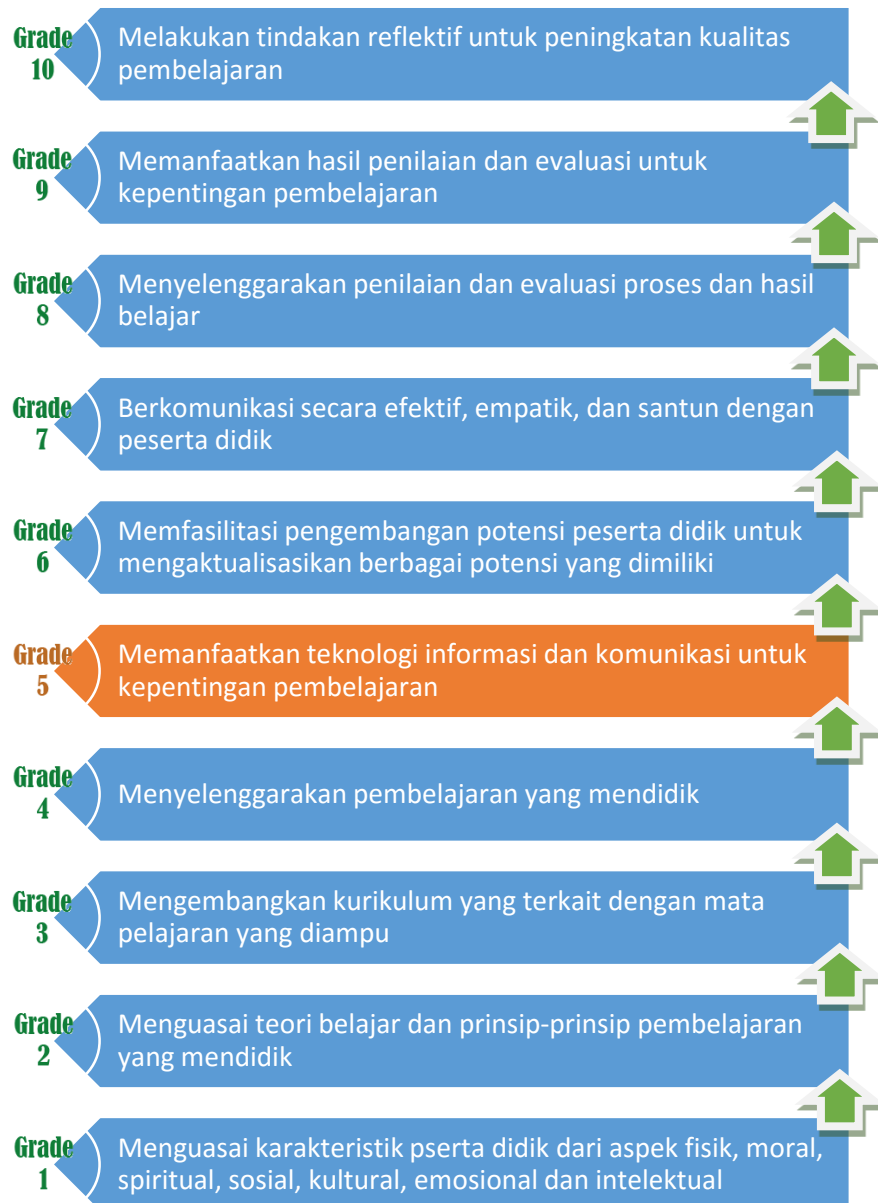 Grade
10
Melakukan tindakan reflektif untuk peningkatan kualitas
pembelajaran
Grade
9
Memanfaatkan hasil penilaian dan evaluasi untuk
kepentingan pembelajaran
Grade
8
Menyelenggarakan penilaian dan evaluasi proses dan hasil
belajar
Grade
7
Berkomunikasi secara efektif, empatik, dan santun dengan
peserta didik
Grade
6
Memfasilitasi pengembangan potensi peserta didik untuk
mengaktualisasikan berbagai potensi yang dimiliki
Grade
5
Memanfaatkan teknologi informasi dan komunikasi untuk
kepentingan pembelajaran
Grade
4
Menyelenggarakan pembelajaran yang mendidik
Grade
3
Mengembangkan kurikulum yang terkait dengan mata
pelajaran yang diampu
Grade
2
Menguasai teori belajar dan prinsip-prinsip pembelajaran
yang mendidik
Grade
1
Menguasai karakteristik pserta didik dari aspek fisik, moral,
spiritual, sosial, kultural, emosional dan intelektual